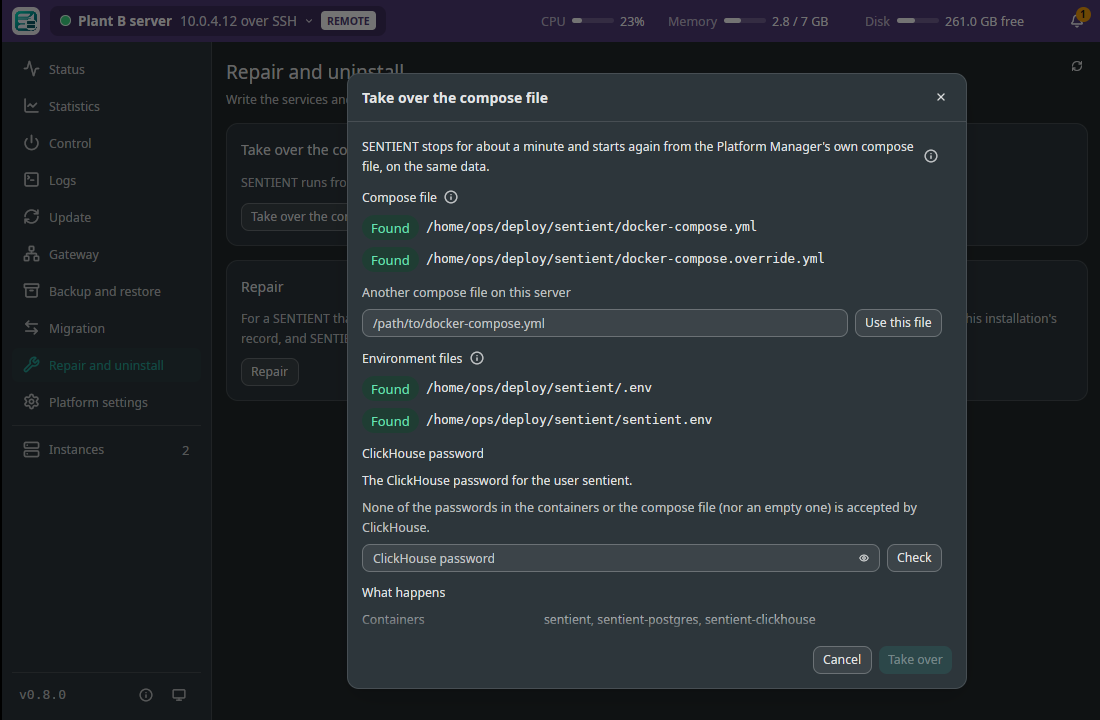 Plant B server 10.0.4.12 over SSH REMOTE
CPU 23% Memory 2.8 / 7 GB Disk 261.0 GB free 1
Status
Statistics
Control
Logs
Update
Gateway
Backup and restore
Migration
Repair and uninstall
Platform settings
Instances 2
v0.8.0
Repair and uninstall
Write the services an
Take over the co
SENTIENT runs fro
Take over the cor
Repair
For a SENTIENT tha
his installation's
record, and SENTIE
Repair
Take over the compose file
SENTIENT stops for about a minute and starts again from the Platform Manager's own compose
file, on the same data.
Compose file
Found /home/ops/deploy/sentient/docker-compose.yml
Found /home/ops/deploy/sentient/docker-compose.override.yml
Another compose file on this server
/path/to/docker-compose.yml Use this file
Environment files
Found /home/ops/deploy/sentient/.env
Found /home/ops/deploy/sentient/sentient.env
ClickHouse password
The ClickHouse password for the user sentient.
None of the passwords in the containers or the compose file (nor an empty one) is accepted by
ClickHouse.
ClickHouse password Check
What happens
Containers sentient, sentient-postgres, sentient-clickhouse
Cancel Take over